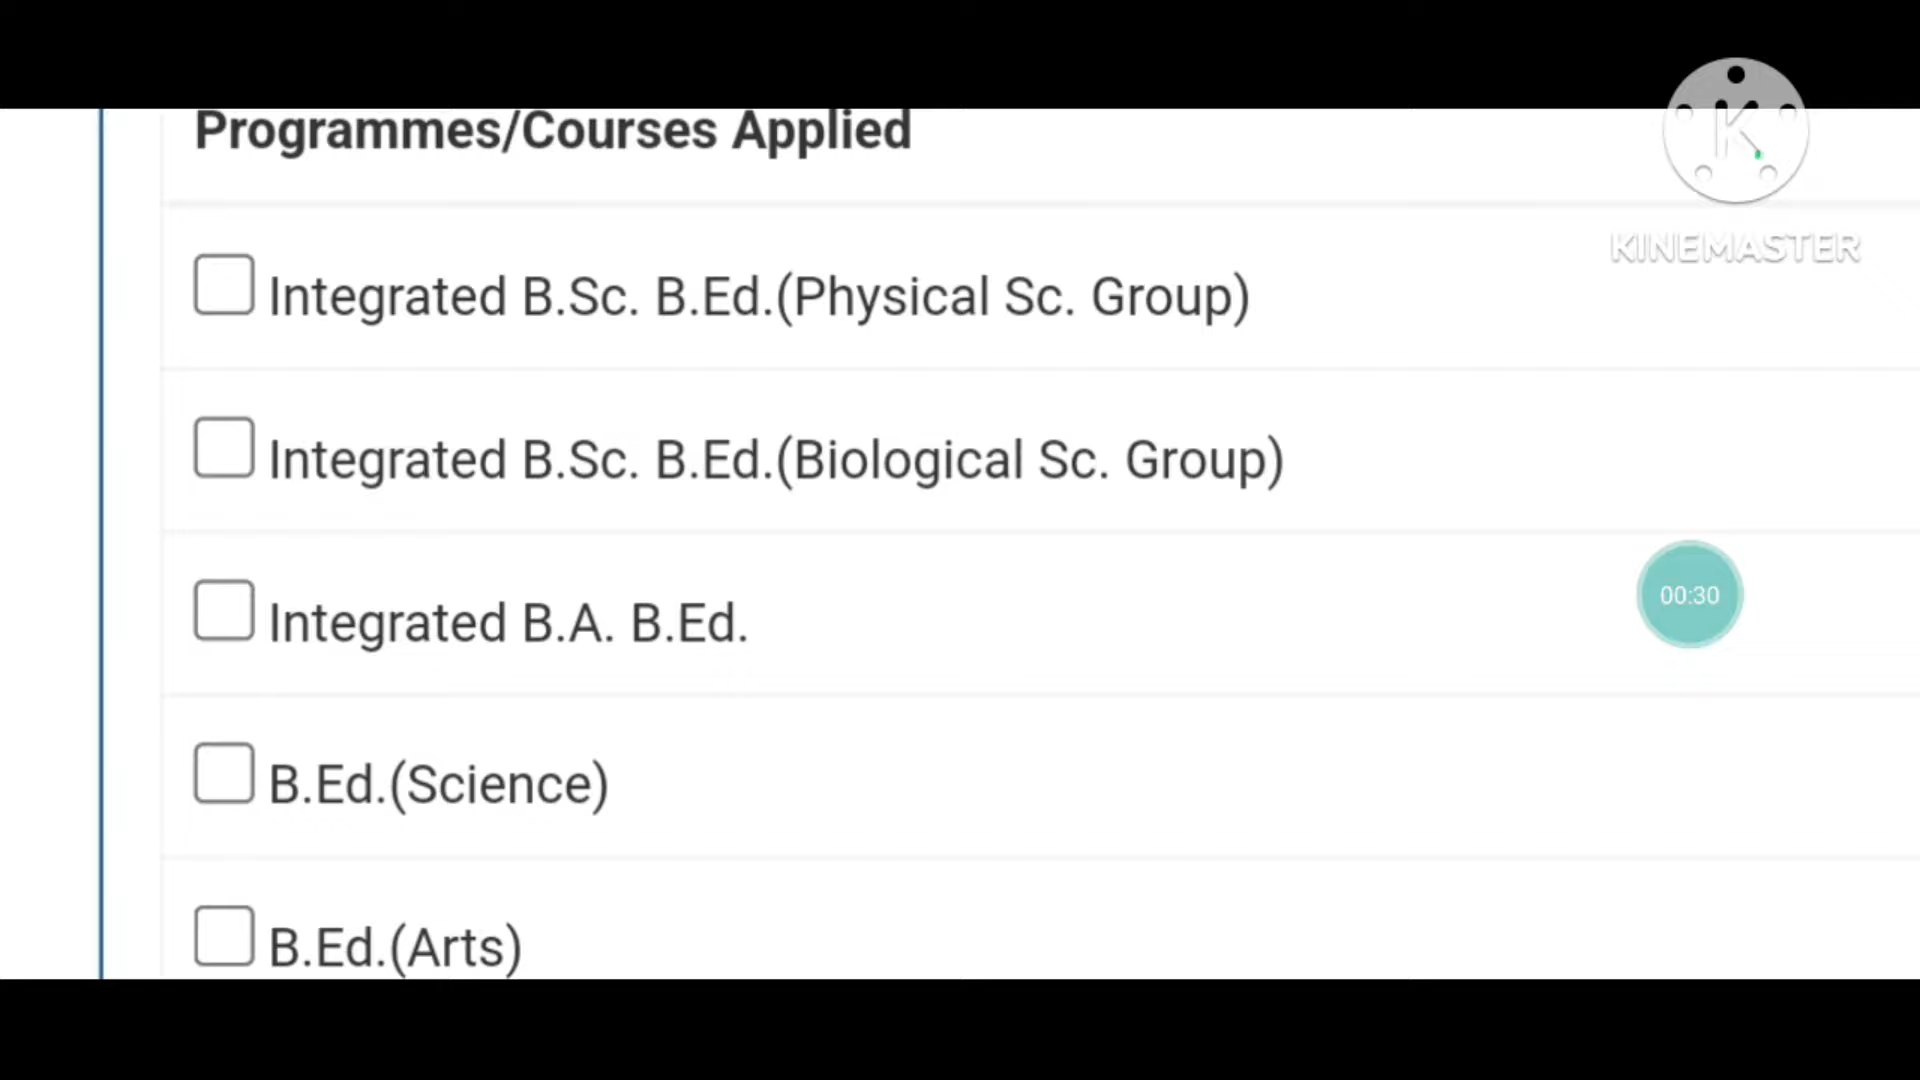 Programmes/Courses Applied
KINEMASTER
Integrated B.Sc. B.Ed.(Physical Sc. Group)
Integrated B.Sc. B.Ed.(Biological Sc. Group)
Integrated B.A. B.Ed.
00:30
B.Ed.(Science)
B.Ed.(Arts)